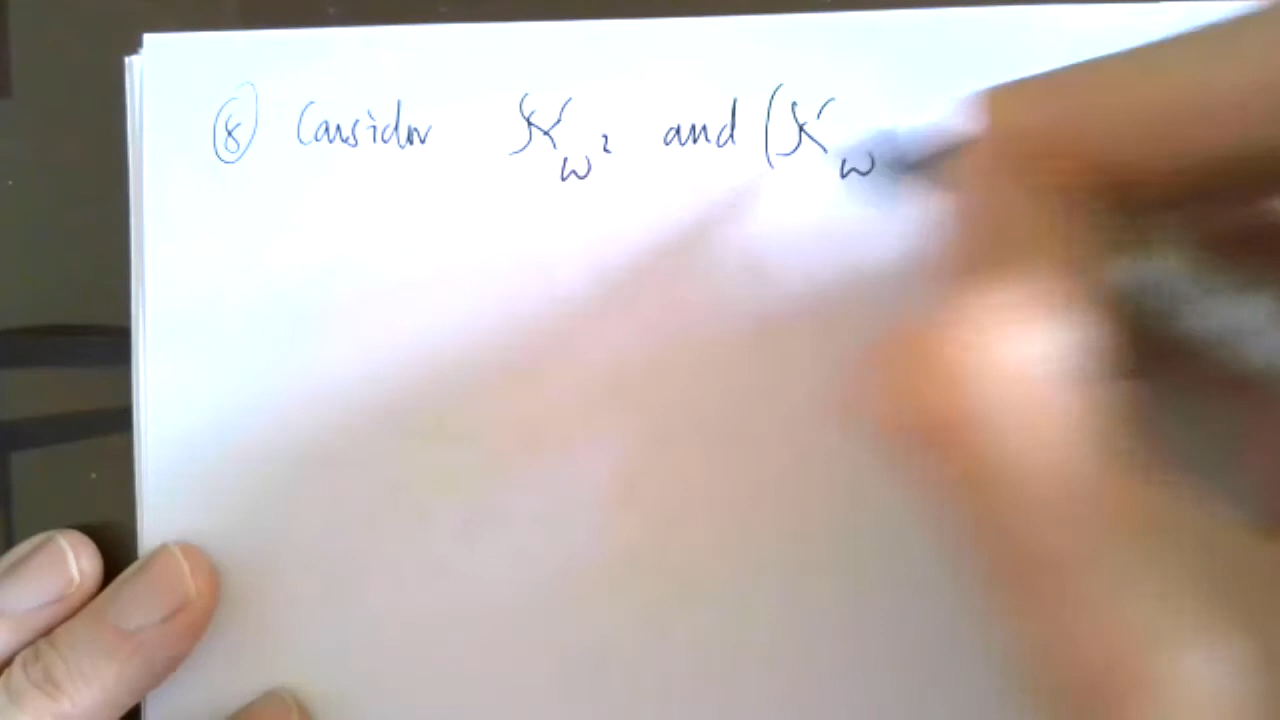 ⑧ Consider ℵ_ω² and (ℵ_ω